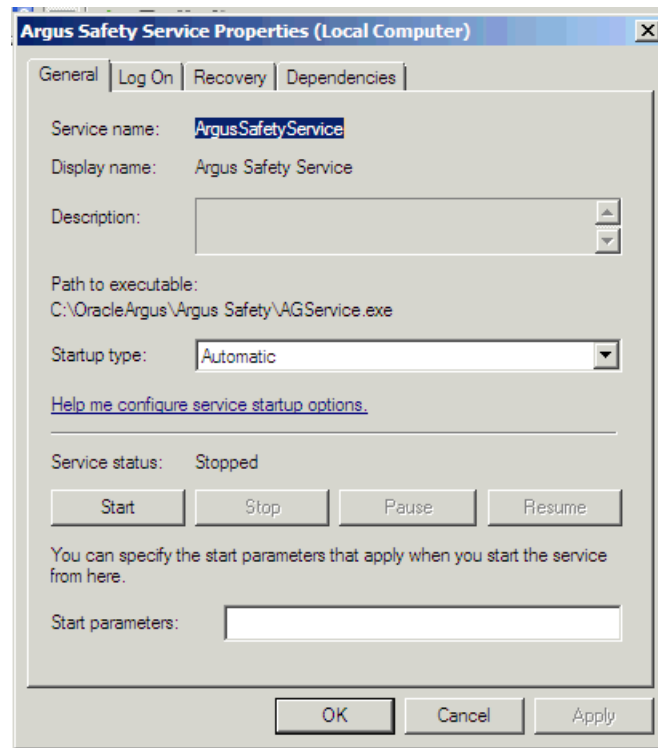 Argus Safety Service Properties (Local Computer)
General Log On Recovery Dependencies
Service name: ArgusSafetyService
Display name: Argus Safety Service
Description:
Path to executable:
C:\OracleArgus\Argus Safety\AGService.exe
Startup type: Automatic
Help me configure service startup options.
Service status: Stopped
Start Stop Pause Resume
You can specify the start parameters that apply when you start the service
from here.
Start parameters:
OK Cancel Apply